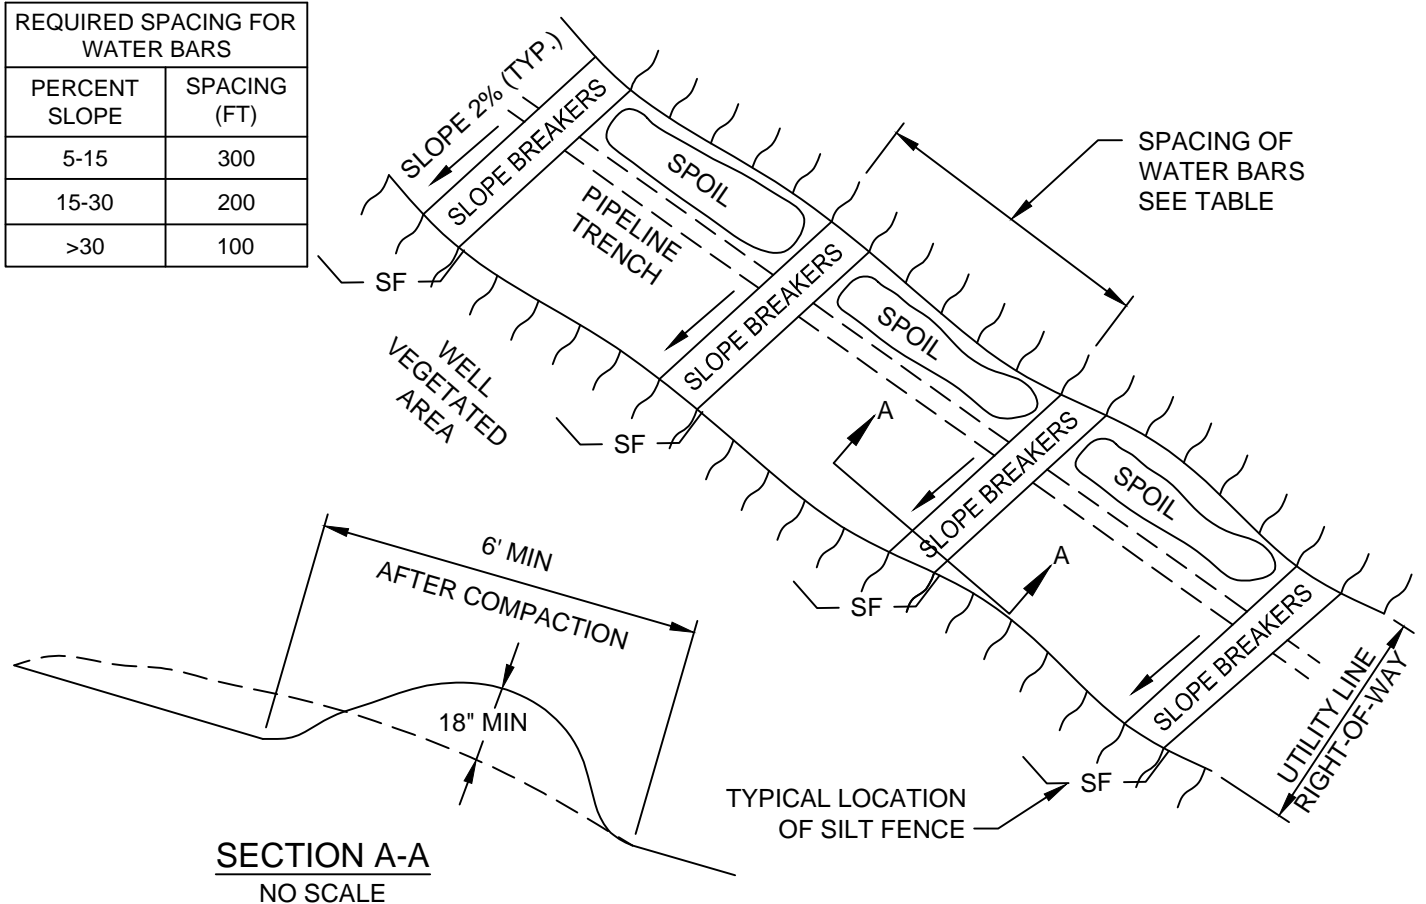 REQUIRED SPACING FOR
WATER BARS
PERCENT
SLOPE
SPACING
(FT)
5-15
300
15-30
200
>30
100
SLOPE 2% (TYP.)
SLOPE BREAKERS
SPOIL
PIPELINE
TRENCH
SF
WELL
VEGETATED
AREA
SPACING OF
WATER BARS
SEE TABLE
SLOPE BREAKERS
SPOIL
SF
A
SLOPE BREAKERS
SPOIL
A
SF
SLOPE BREAKERS
UTILITY LINE
RIGHT-OF-WAY
SF
TYPICAL LOCATION
OF SILT FENCE
6' MIN
AFTER COMPACTION
18" MIN
SECTION A-A
NO SCALE